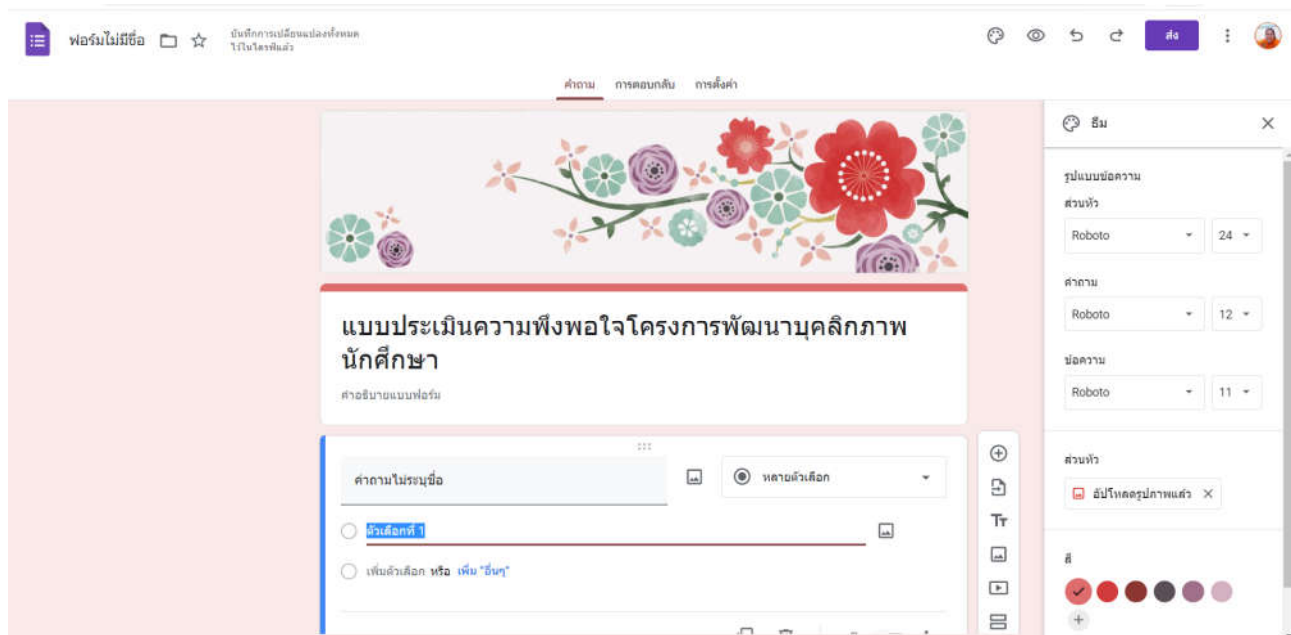 ฟอร์มไม่มีชื่อ
บันทึกการเปลี่ยนแปลงทั้งหมด
ไว้ในไดรฟ์แล้ว
ส่ง
คำถาม การตอบกลับ การตั้งค่า
แบบประเมินความพึงพอใจโครงการพัฒนาบุคลิกภาพ
นักศึกษา
คำอธิบายแบบฟอร์ม
คำถามไม่ระบุชื่อ
หลายตัวเลือก
ตัวเลือกที่ 1
เพิ่มตัวเลือก หรือ เพิ่ม "อื่นๆ"
Tт
ธีม
รูปแบบข้อความ
ส่วนหัว
Roboto 24
คำถาม
Roboto 12
ข้อความ
Roboto 11
ส่วนหัว
อัปโหลดรูปภาพแล้ว
สี